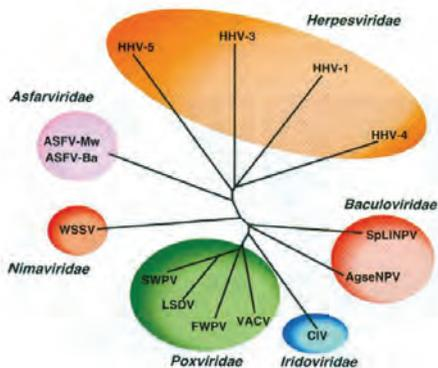 Herpesviridae
HHV-5
HHV-3
HHV-1
HHV-4
Asfarviridae
ASFV-Mw
ASFV-Ba
WSSV
Nimaviridae
Baculoviridae
SpLINPV
AgseNPV
SWPV
LSDV
FWPV
VACV
Poxviridae
CIV
Iridoviridae